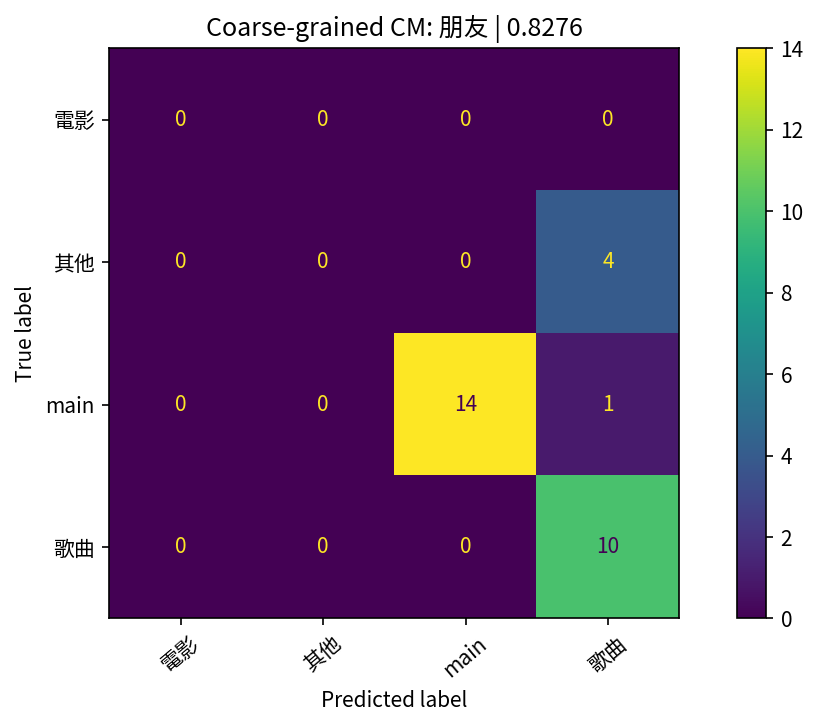 Coarse-grained CM: 朋友 | 0.8276
電影 0 0 0 0
其他 0 0 0 4
main 0 0 14 1
歌曲 0 0 0 10
電影 其他 main 歌曲
Predicted label
True label
14
12
10
8
6
4
2
0